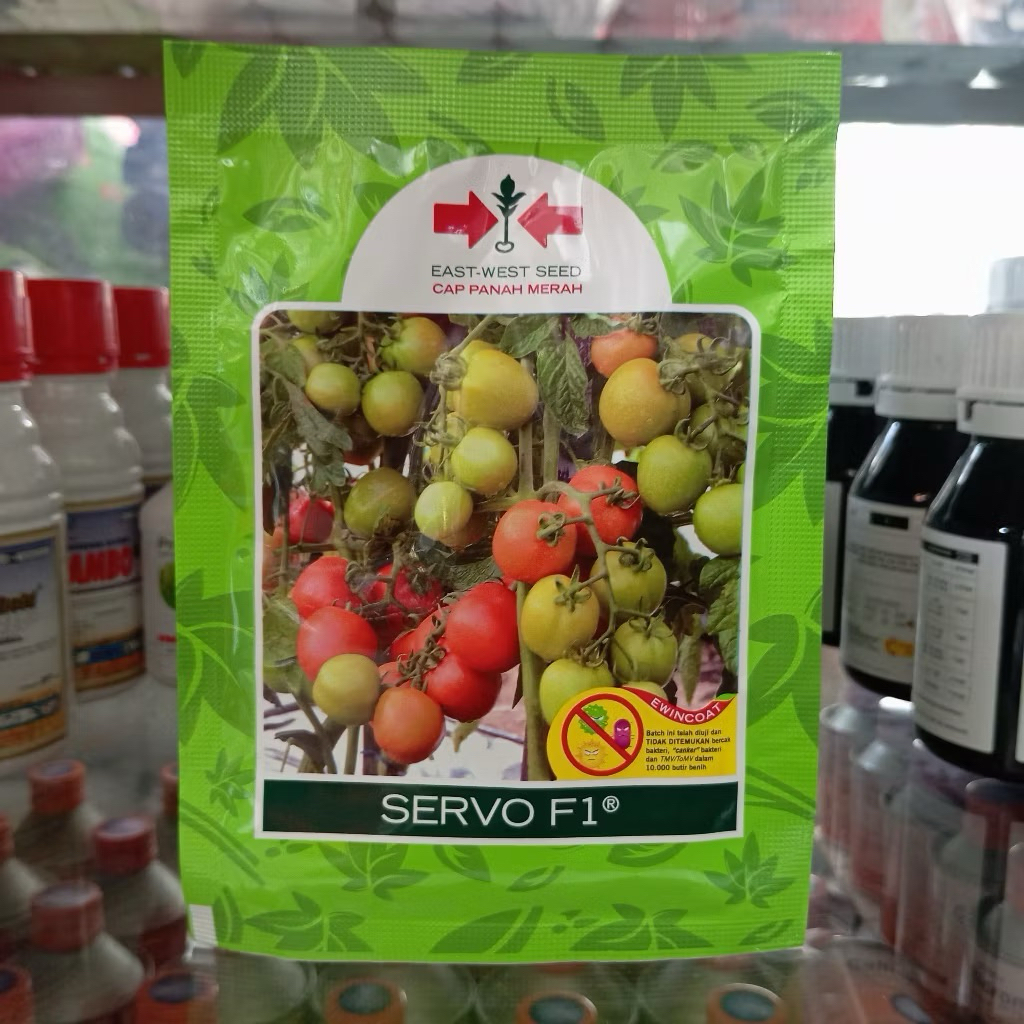 EAST-WEST SEED
CAP PANAH MERAH
EWINCOAT
Batch ini telah diuji dan
TIDAK DITEMUKAN bercak
bakteri, "canker" bakteri
dan TMV/ToMV dalam
10.000 butir benih
SERVO F1®